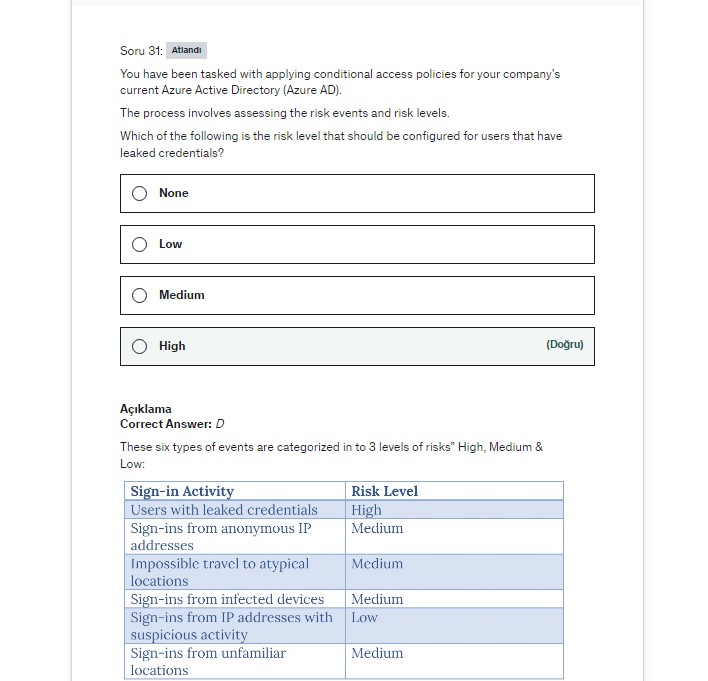 Soru 31: Atlandı
You have been tasked with applying conditional access policies for your company's
current Azure Active Directory (Azure AD).
The process involves assessing the risk events and risk levels.
Which of the following is the risk level that should be configured for users that have
leaked credentials?
None
Low
Medium
High (Doğru)
Açıklama
Correct Answer: D
These six types of events are categorized in to 3 levels of risks" High, Medium &
Low:
Sign-in Activity Risk Level
Users with leaked credentials High
Sign-ins from anonymous IP Medium
addresses
Impossible travel to atypical Medium
locations
Sign-ins from infected devices Medium
Sign-ins from IP addresses with Low
suspicious activity
Sign-ins from unfamiliar Medium
locations